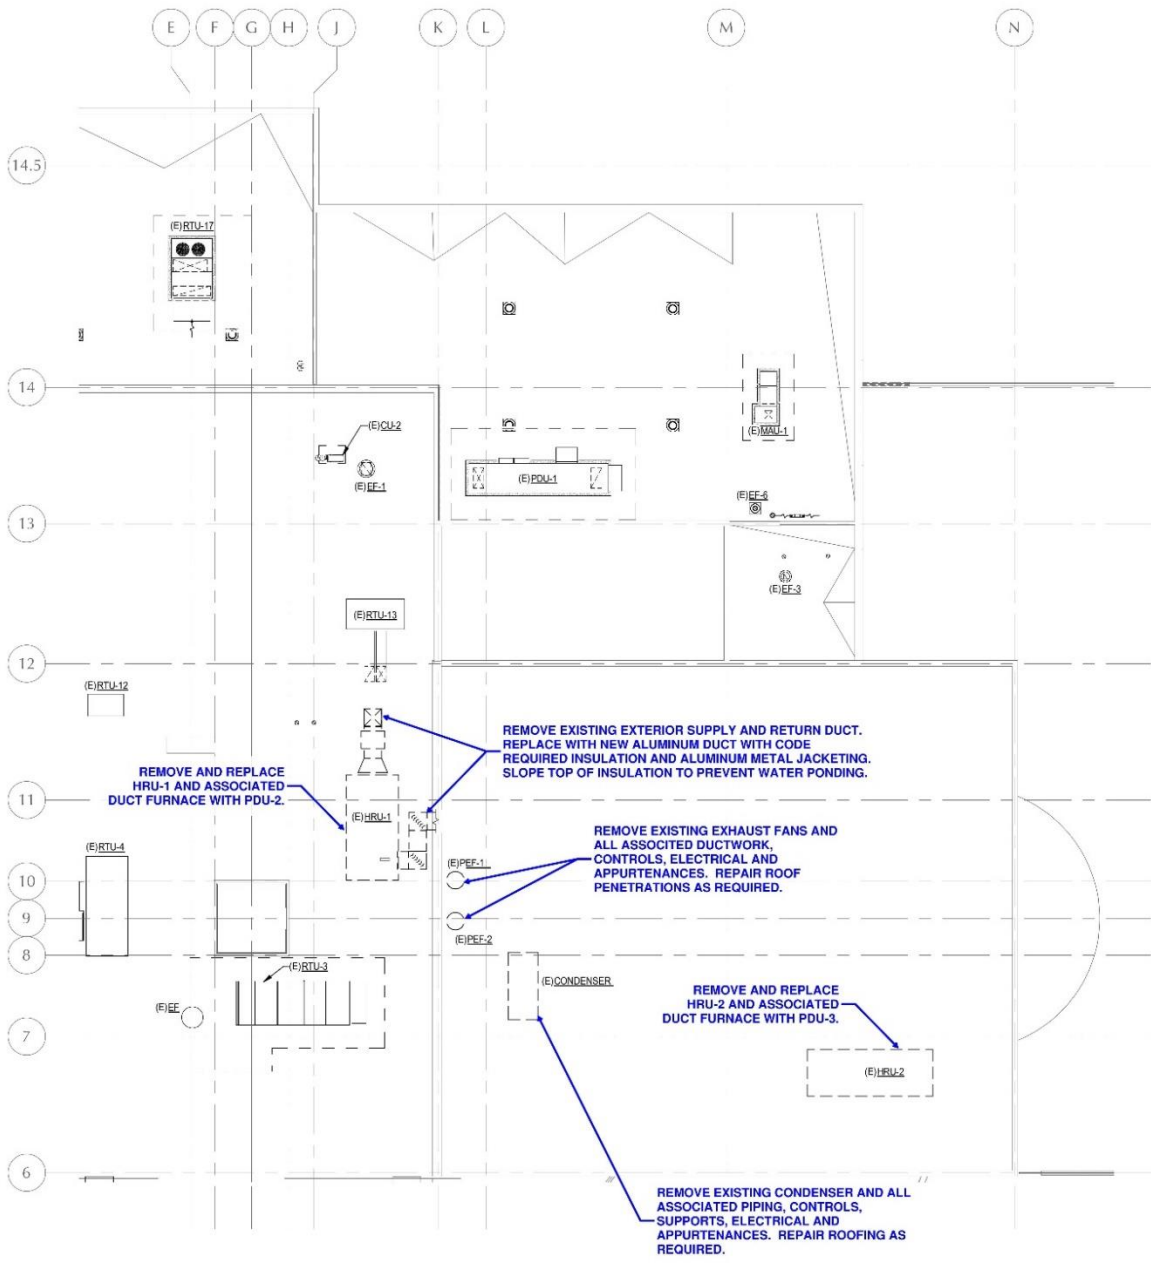 E F G H J K L M N
14.5
(E)RTU-17
14
(E)CU-2
(E)EF-1
(E)PDU-1
(E)MAU-1
(E)EF-6
13
(E)EF-3
(E)RTU-13
12
(E)RTU-12
REMOVE EXISTING EXTERIOR SUPPLY AND RETURN DUCT.
REPLACE WITH NEW ALUMINUM DUCT WITH CODE
REQUIRED INSULATION AND ALUMINUM METAL JACKETING.
SLOPE TOP OF INSULATION TO PREVENT WATER PONDING.
REMOVE AND REPLACE
HRU-1 AND ASSOCIATED
DUCT FURNACE WITH PDU-2.
11
(E)HRU-1
REMOVE EXISTING EXHAUST FANS AND
ALL ASSOCITED DUCTWORK,
CONTROLS, ELECTRICAL AND
APPURTENANCES. REPAIR ROOF
PENETRATIONS AS REQUIRED.
(E)RTU-4
(E)PEF-1
10
9
(E)PEF-2
8
(E)RTU-3
(E)CONDENSER
(E)EF
REMOVE AND REPLACE
HRU-2 AND ASSOCIATED
DUCT FURNACE WITH PDU-3.
7
(E)HRU-2
6
REMOVE EXISTING CONDENSER AND ALL
ASSOCIATED PIPING, CONTROLS,
SUPPORTS, ELECTRICAL AND
APPURTENANCES. REPAIR ROOFING AS
REQUIRED.